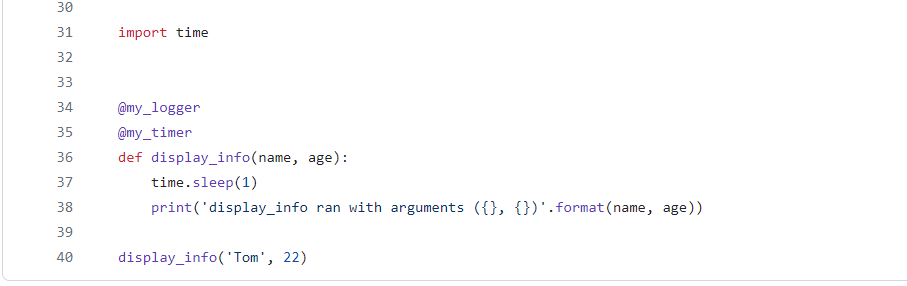 30
31 import time
32
33
34 @my_logger
35 @my_timer
36 def display_info(name, age):
37     time.sleep(1)
38     print('display_info ran with arguments ({}, {})'.format(name, age))
39
40 display_info('Tom', 22)